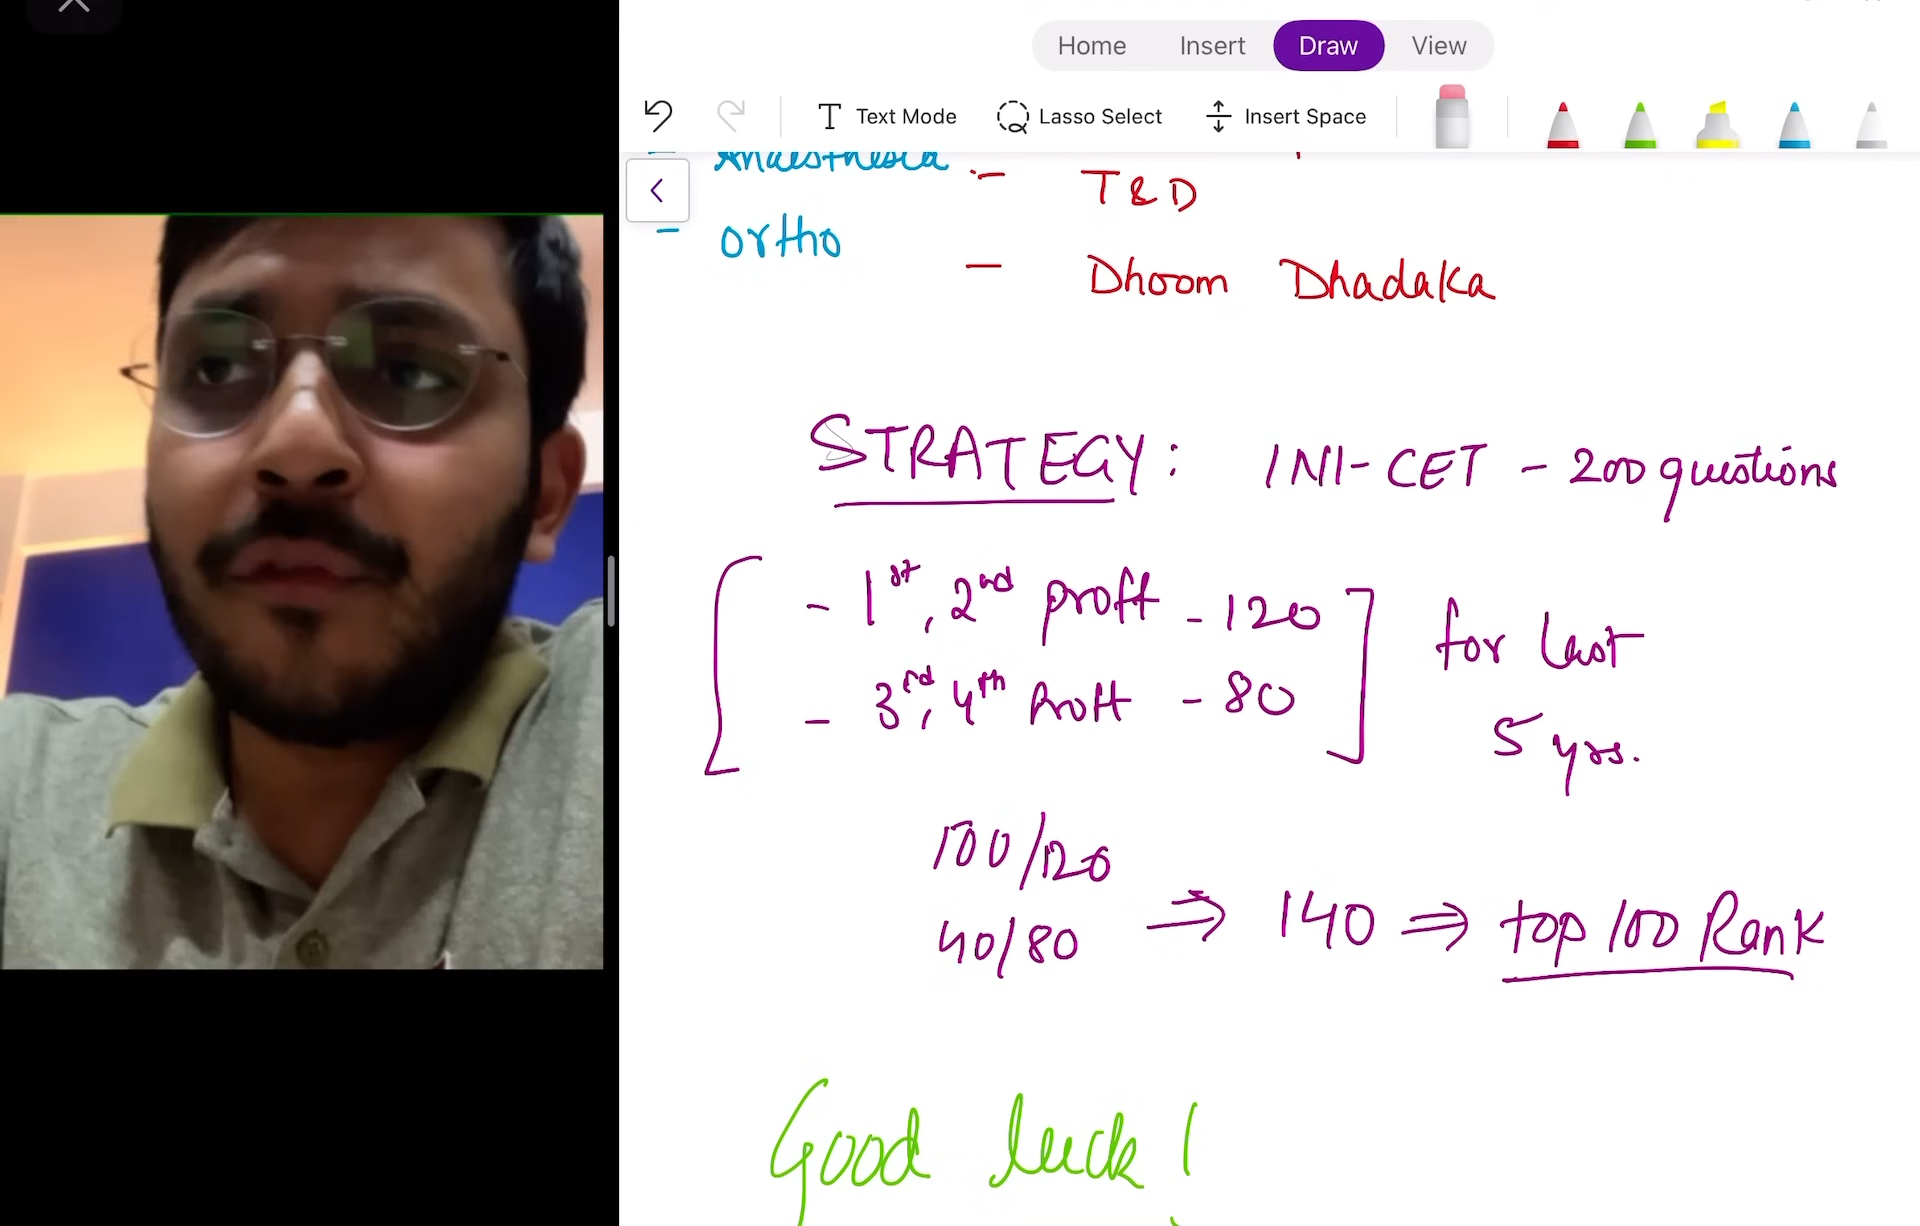 Home Insert Draw View
Text Mode Lasso Select Insert Space
Anaesthesia - T&D
- Ortho
- Dhoom Dhadaka
STRATEGY: INI-CET - 200 questions
- 1st, 2nd proff - 120
- 3rd, 4th Proff - 80
for last
5 yrs.
100/120
40/80 ⇒ 140 ⇒ top 100 Rank
Good luck!